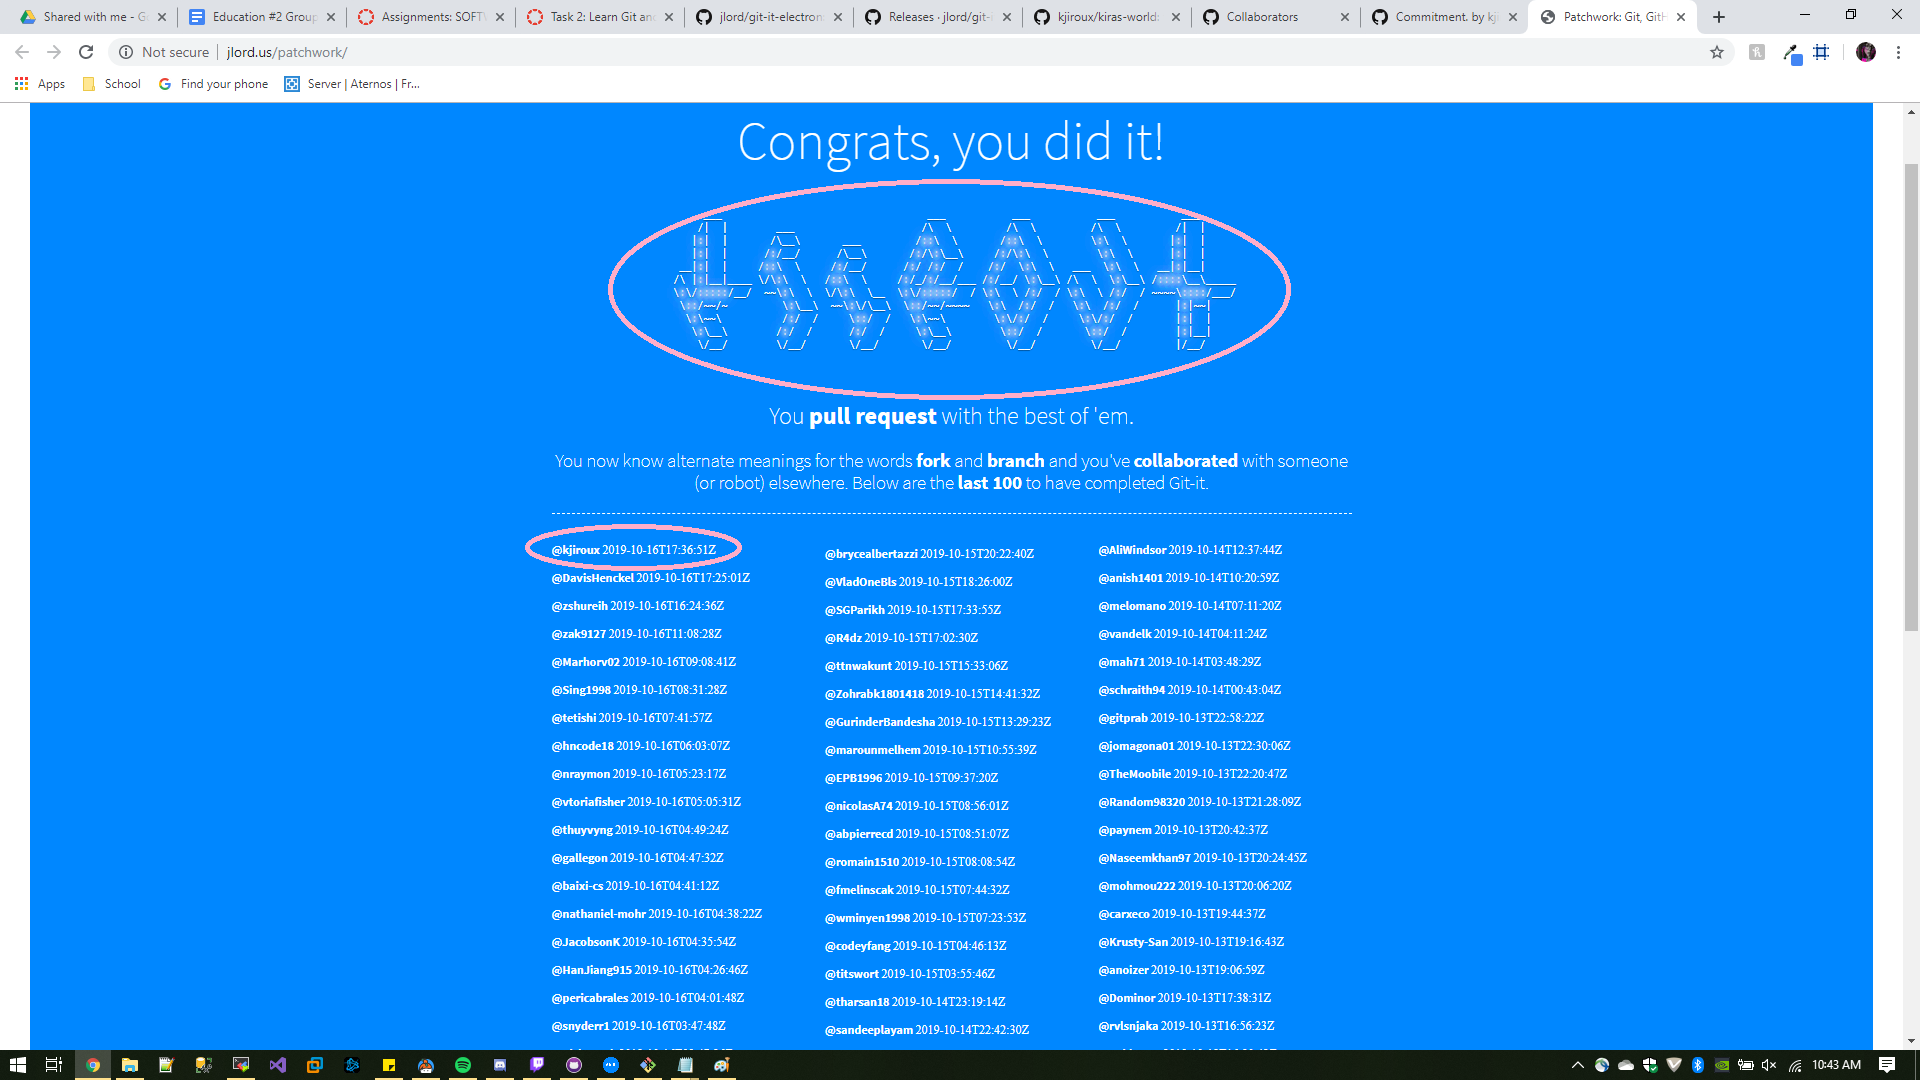 Shared with me - Go
Education #2 Group
Assignments: SOFTW
Task 2: Learn Git and
jlord/git-it-electron
Releases · jlord/git-i
kjiroux/kiras-world:
Collaborators
Commitment. by kji
Patchwork: Git, GitH
Not secure | jlord.us/patchwork/
Apps
School
Find your phone
Server | Aternos | Fr...
Congrats, you did it!
You pull request with the best of 'em.
You now know alternate meanings for the words fork and branch and you've collaborated with someone
(or robot) elsewhere. Below are the last 100 to have completed Git-it.
@kjiroux 2019-10-16T17:36:51Z
@DavisHenckel 2019-10-16T17:25:01Z
@zshureih 2019-10-16T16:24:36Z
@zak9127 2019-10-16T11:08:28Z
@Marhorv02 2019-10-16T09:08:41Z
@Sing1998 2019-10-16T08:31:28Z
@tetishi 2019-10-16T07:41:57Z
@hncode18 2019-10-16T06:03:07Z
@nraymon 2019-10-16T05:23:17Z
@vtoriafisher 2019-10-16T05:05:31Z
@thuyvyng 2019-10-16T04:49:24Z
@gallegon 2019-10-16T04:47:32Z
@baixi-cs 2019-10-16T04:41:12Z
@nathaniel-mohr 2019-10-16T04:38:22Z
@JacobsonK 2019-10-16T04:35:54Z
@HanJiang915 2019-10-16T04:26:46Z
@pericabrales 2019-10-16T04:01:48Z
@snyderr1 2019-10-16T03:47:48Z
@brycealbertazzi 2019-10-15T20:22:40Z
@VladOneBls 2019-10-15T18:26:00Z
@SGParikh 2019-10-15T17:33:55Z
@R4dz 2019-10-15T17:02:30Z
@ttnwakunt 2019-10-15T15:33:06Z
@Zohrabk1801418 2019-10-15T14:41:32Z
@GurinderBandesha 2019-10-15T13:29:23Z
@marounmelhem 2019-10-15T10:55:39Z
@EPB1996 2019-10-15T09:37:20Z
@nicolasA74 2019-10-15T08:56:01Z
@abpierrecd 2019-10-15T08:51:07Z
@romain1510 2019-10-15T08:08:54Z
@fmelinscak 2019-10-15T07:44:32Z
@wminyen1998 2019-10-15T07:23:53Z
@codeyfang 2019-10-15T04:46:13Z
@titswort 2019-10-15T03:55:46Z
@tharsan18 2019-10-14T23:19:14Z
@sandeeplayam 2019-10-14T22:42:30Z
@AliWindsor 2019-10-14T12:37:44Z
@anish1401 2019-10-14T10:20:59Z
@melomano 2019-10-14T07:11:20Z
@vandelk 2019-10-14T04:11:24Z
@mah71 2019-10-14T03:48:29Z
@schraith94 2019-10-14T00:43:04Z
@gitprab 2019-10-13T22:58:22Z
@jomagona01 2019-10-13T22:30:06Z
@TheMoobile 2019-10-13T22:20:47Z
@Random98320 2019-10-13T21:28:09Z
@paynem 2019-10-13T20:42:37Z
@Naseemkhan97 2019-10-13T20:24:45Z
@mohmou222 2019-10-13T20:06:20Z
@carxeco 2019-10-13T19:44:37Z
@Krusty-San 2019-10-13T19:16:43Z
@anoizer 2019-10-13T19:06:59Z
@Dominor 2019-10-13T17:38:31Z
@rvlsnjaka 2019-10-13T16:56:23Z
10:43 AM